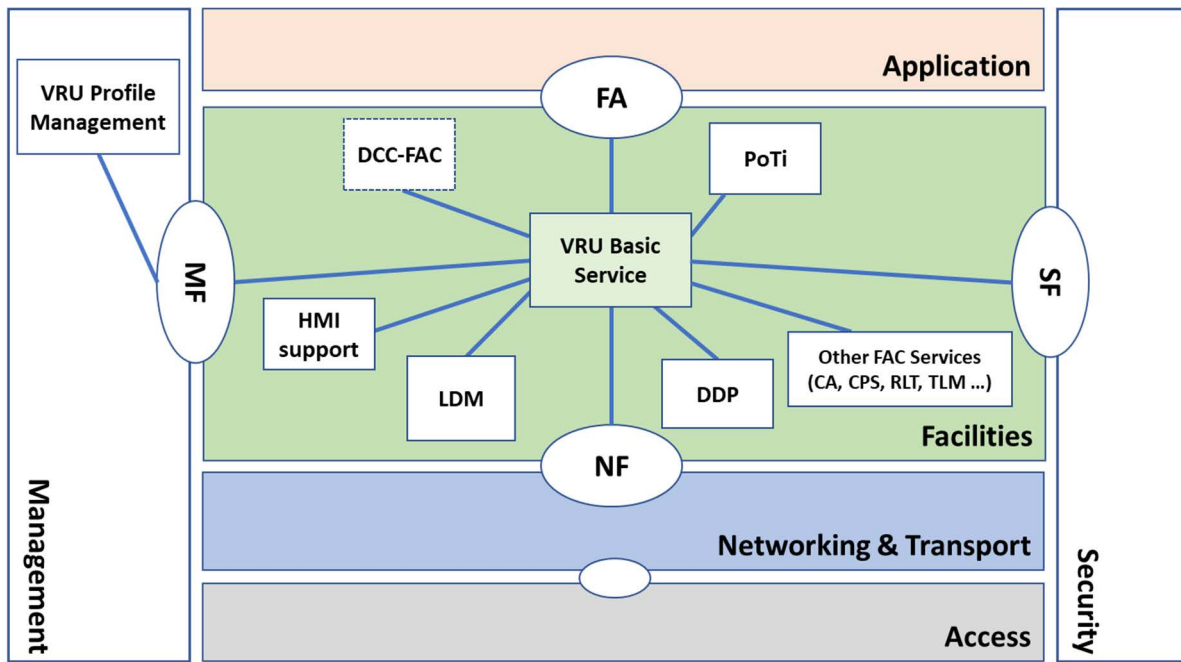 Application
FA
VRU Profile
Management
DCC-FAC
PoTi
VRU Basic
Service
MF
SF
HMI
support
LDM
DDP
Other FAC Services
(CA, CPS, RLT, TLM ...)
Facilities
NF
Management
Networking & Transport
Security
Access